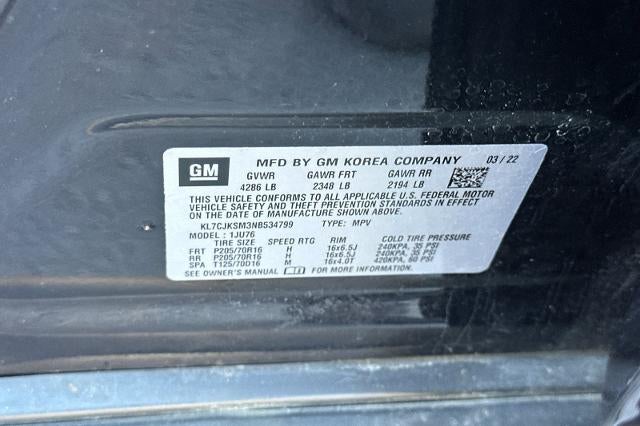 GM MFD BY GM KOREA COMPANY 03/22
GVWR GAWR FRT GAWR RR
4286 LB 2348 LB 2194 LB
THIS VEHICLE CONFORMS TO ALL APPLICABLE U.S. FEDERAL MOTOR
VEHICLE SAFETY, BUMPER, AND THEFT PREVENTION STANDARDS IN EFFECT
ON THE DATE OF MANUFACTURE SHOWN ABOVE.
KL7CJKSM3NB534799 TYPE: MPV
MODEL: 1JU76
TIRE SIZE SPEED RTG RIM COLD TIRE PRESSURE
FRT P205/70R16 H 16x6.5J 240KPA, 35 PSI
RR P205/70R16 H 16x6.5J 240KPA, 35 PSI
SPA T125/70D16 M 16x4.0T 420KPA, 60 PSI
SEE OWNER'S MANUAL